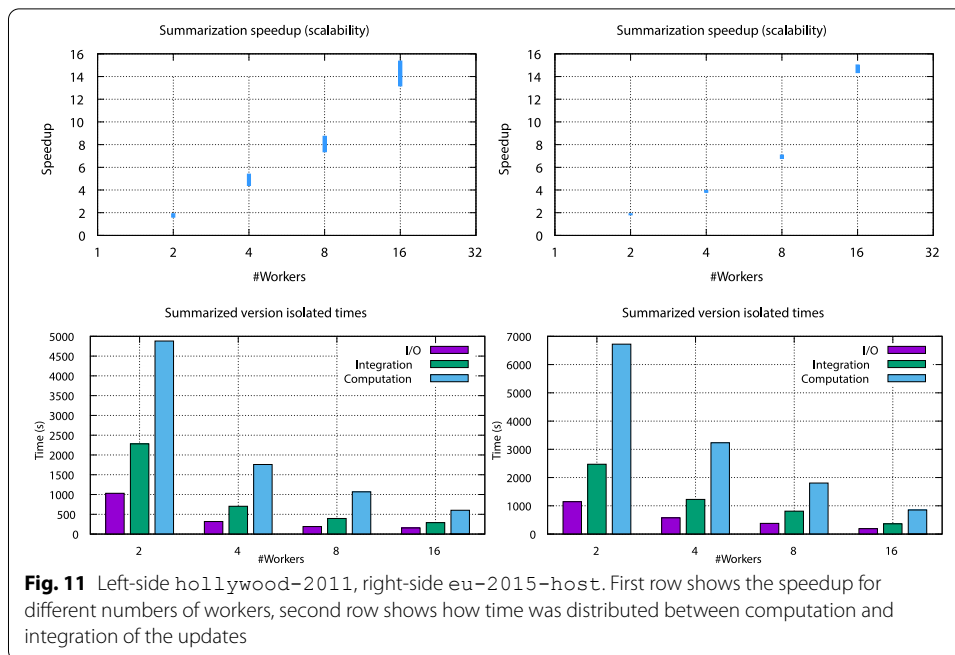 Summarization speedup (scalability)
16
14
12
10
8
6
4
2
0
Speedup
1 2 4 8 16 32
#Workers
Summarization speedup (scalability)
16
14
12
10
8
6
4
2
0
Speedup
1 2 4 8 16 32
#Workers
Summarized version isolated times
5000
4500
4000
3500
3000
2500
2000
1500
1000
500
0
Time (s)
I/O
Integration
Computation
2 4 8 16
#Workers
Summarized version isolated times
7000
6000
5000
4000
3000
2000
1000
0
Time (s)
I/O
Integration
Computation
2 4 8 16
#Workers
Fig. 11 Left-side hollywood-2011, right-side eu-2015-host. First row shows the speedup for
different numbers of workers, second row shows how time was distributed between computation and
integration of the updates